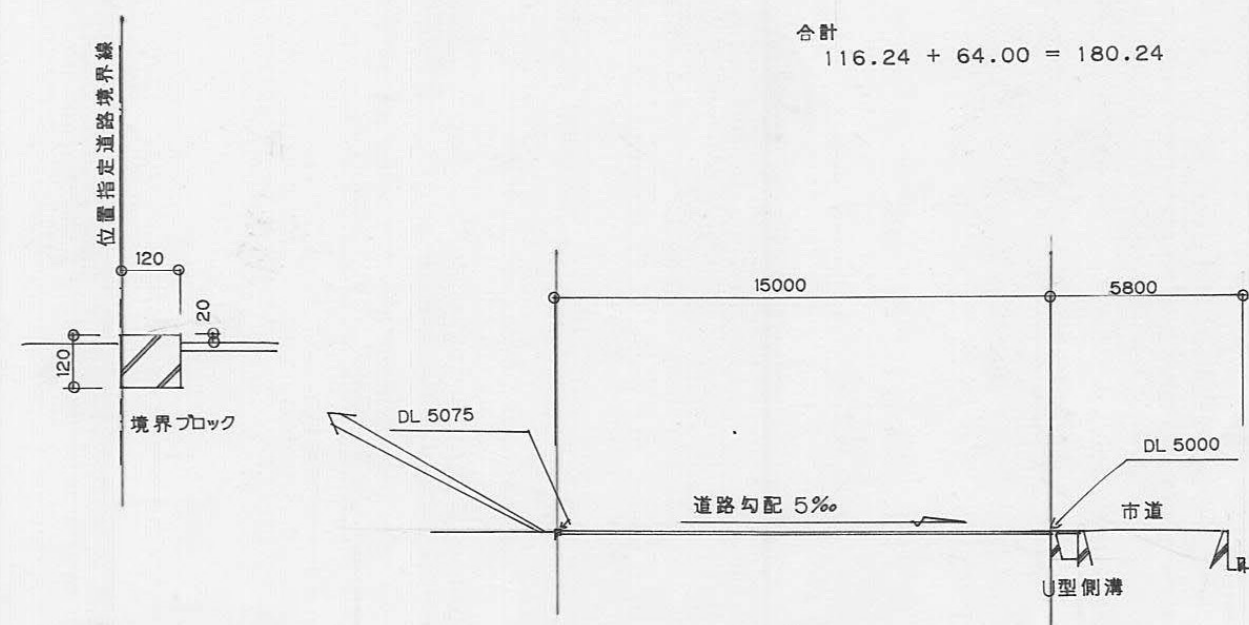 合計
116.24 + 64.00 = 180.24
位置指定道路境界線
120
20
120
境界ブロック
15000
5800
DL 5075
DL 5000
道路勾配 5‰
市道
U型側溝